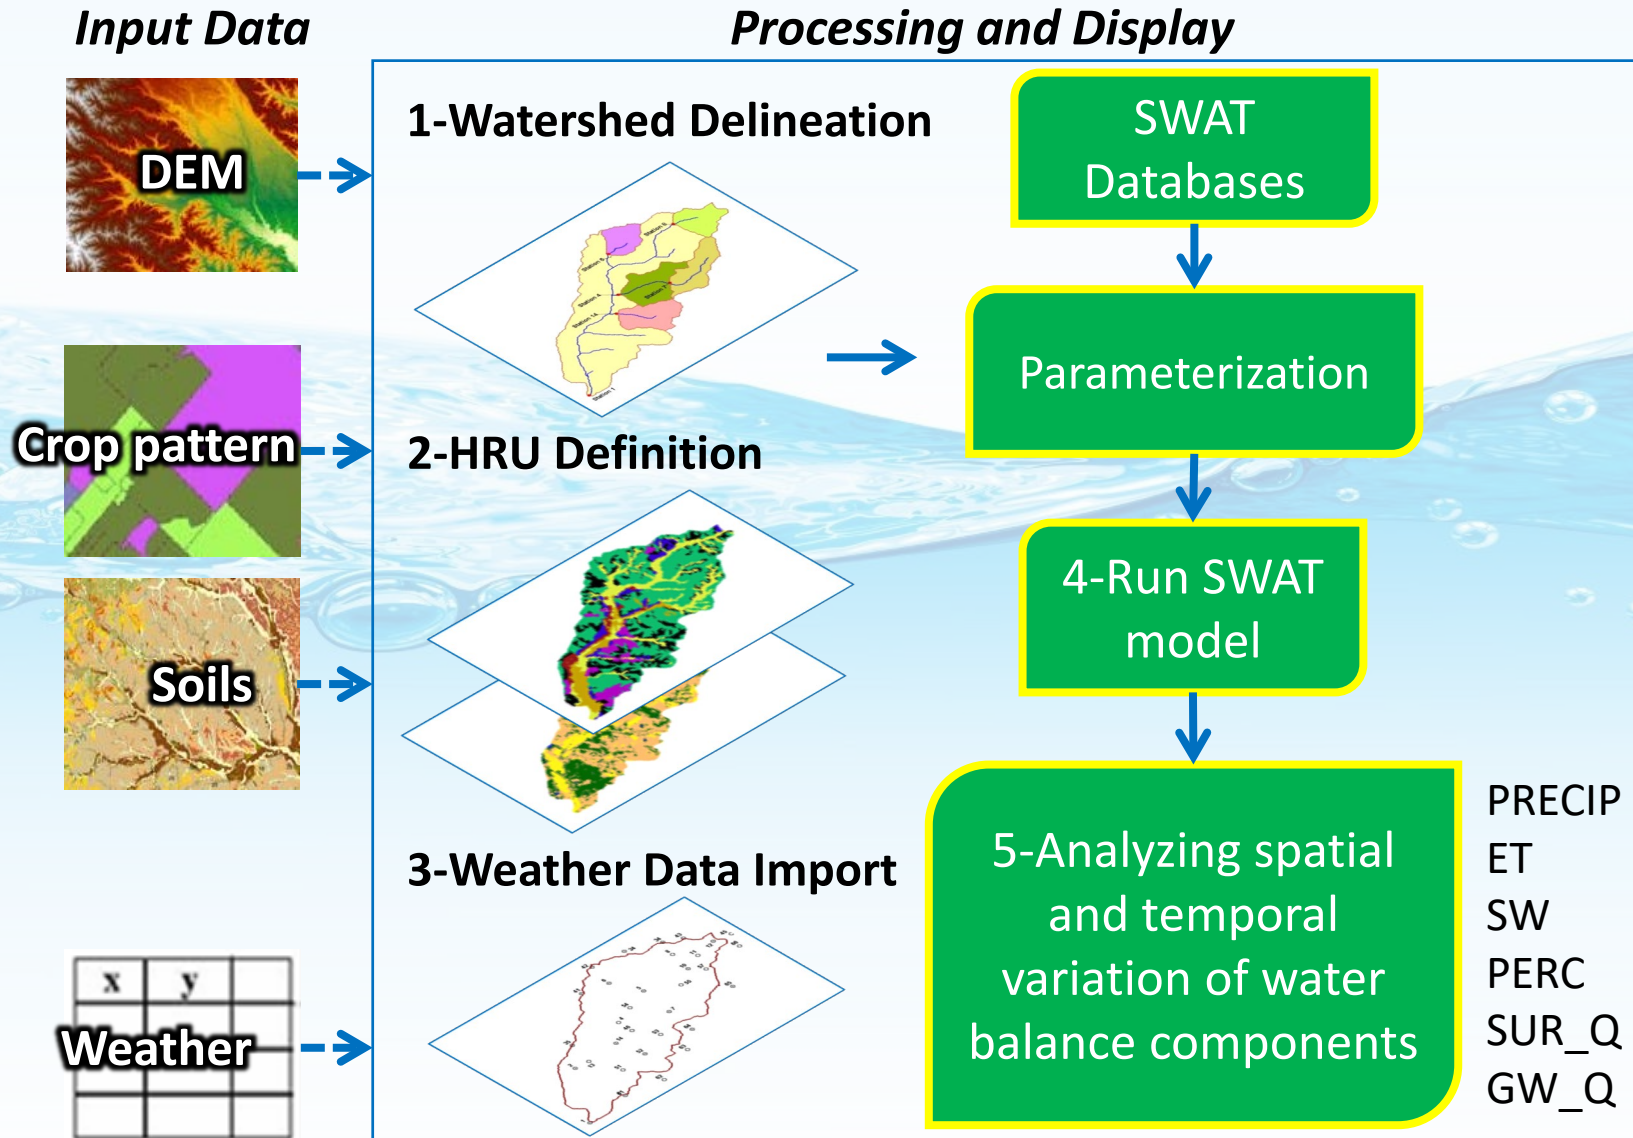 Input Data
Processing and Display
DEM
Crop pattern
Soils
x y
Weather
1-Watershed Delineation
Station 1
2-HRU Definition
3-Weather Data Import
SWAT
Databases
Parameterization
4-Run SWAT
model
5-Analyzing spatial
and temporal
variation of water
balance components
PRECIP
ET
SW
PERC
SUR_Q
GW_Q